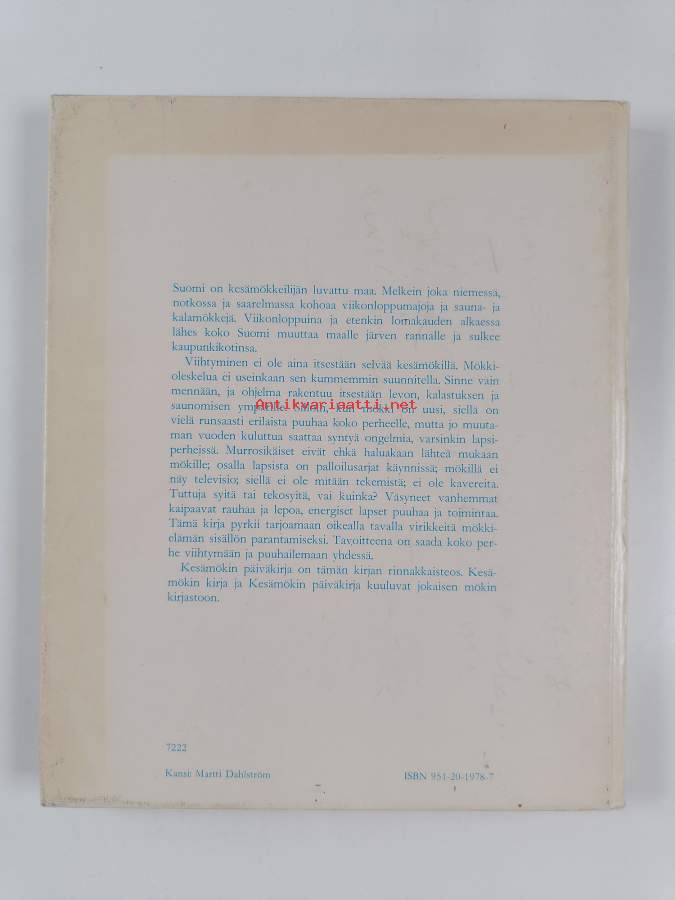 Suomi on kesämökkeilijän luvattu maa. Melkein joka niemessä,
notkossa ja saarelmassa kohoaa viikonloppumajoja ja sauna- ja
kalamökkejä. Viikonloppuina ja etenkin lomakauden alkaessa
lähes koko Suomi muuttaa maalle järven rannalle ja sulkee
kaupunkikotinsa.
Viihtyminen ei ole aina itsestään selvää kesämökillä. Mökki-
oleskelua ei useinkaan sen kummemmin suunnitella. Sinne vain
mennään, ja ohjelma rakentuu itsestään levon, kalastuksen ja
saunomisen ympärille. Silloin, kun mökki on uusi, siellä on
Antikvariaatti.net
vielä runsaasti erilaista puuhaa koko perheelle, mutta jo muuta-
man vuoden kuluttua saattaa syntyä ongelmia, varsinkin lapsi-
perheissä. Murrosikäiset eivät ehkä haluakaan lähteä mukaan
mökille; osalla lapsista on palloilusarjat käynnissä; mökillä ei
näy televisio; siellä ei ole mitään tekemistä; ei ole kavereita.
Tuttuja syitä tai tekosyitä, vai kuinka? Väsyneet vanhemmat
kaipaavat rauhaa ja lepoa, energiset lapset puuhaa ja toimintaa.
Tämä kirja pyrkii tarjoamaan oikealla tavalla virikkeitä mökki-
elämän sisällön parantamiseksi. Tavoitteena on saada koko per-
he viihtymään ja puuhailemaan yhdessä.
Kesämökin päiväkirja on tämän kirjan rinnakkaisteos. Kesä-
mökin kirja ja Kesämökin päiväkirja kuuluvat jokaisen mökin
kirjastoon.
7222
Kansi: Martti Dahlström
ISBN 951-20-1978-7